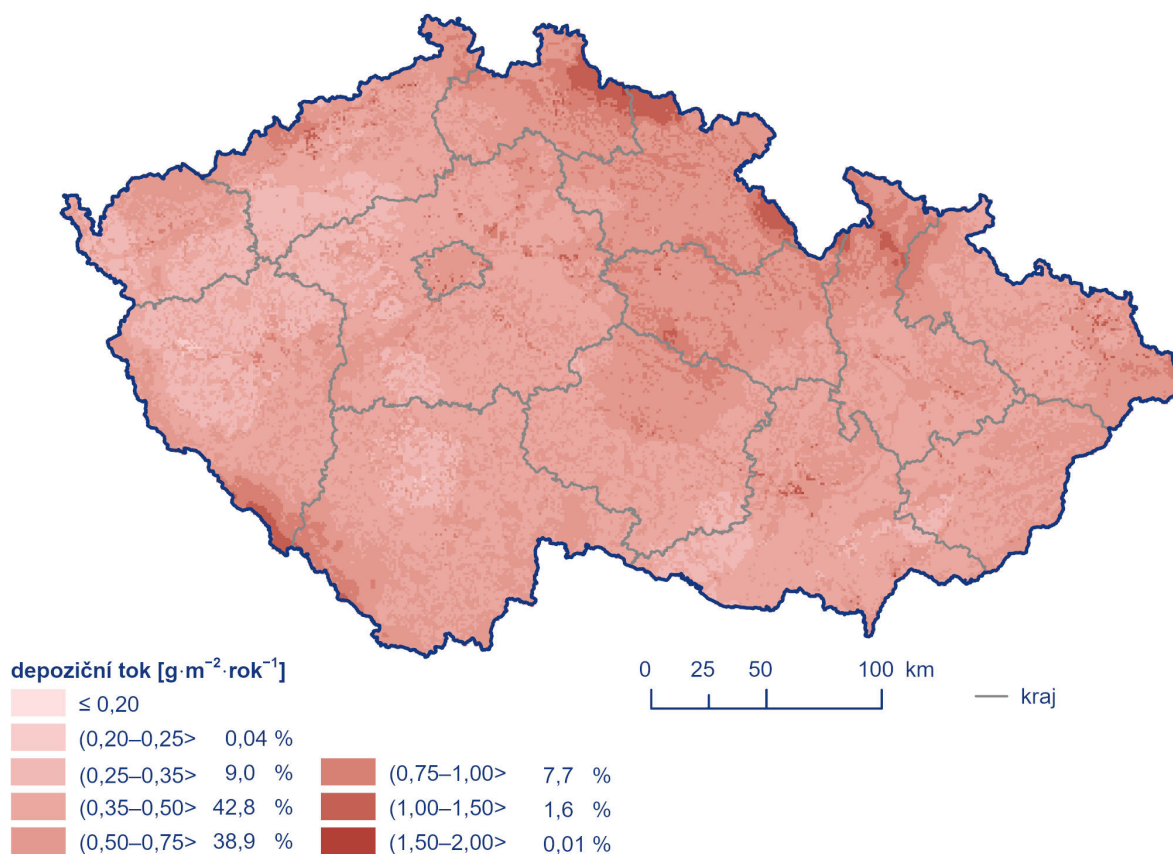 depoziční tok [g·m⁻²·rok⁻¹]
≤ 0,20
(0,20–0,25> 0,04 %
(0,25–0,35> 9,0 %
(0,35–0,50> 42,8 %
(0,50–0,75> 38,9 %
(0,75–1,00> 7,7 %
(1,00–1,50> 1,6 %
(1,50–2,00> 0,01 %
0 25 50 100 km
kraj